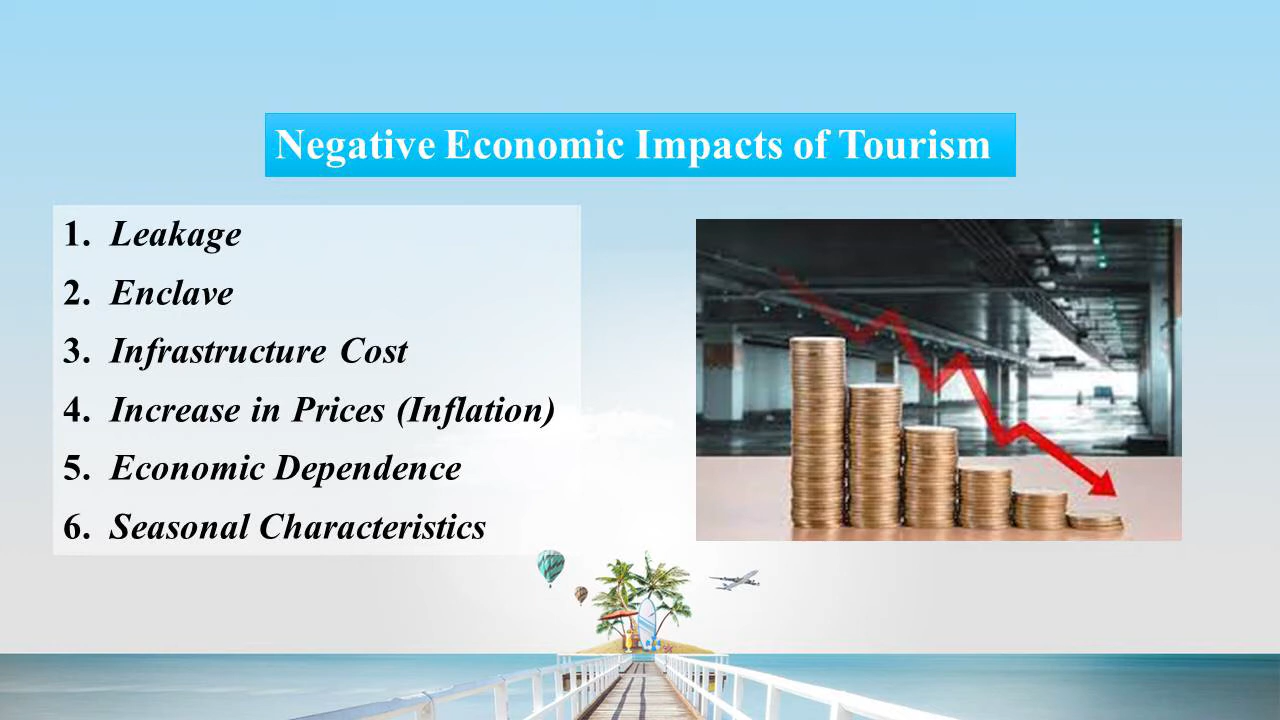 Negative Economic Impacts of Tourism
1. Leakage
2. Enclave
3. Infrastructure Cost
4. Increase in Prices (Inflation)
5. Economic Dependence
6. Seasonal Characteristics